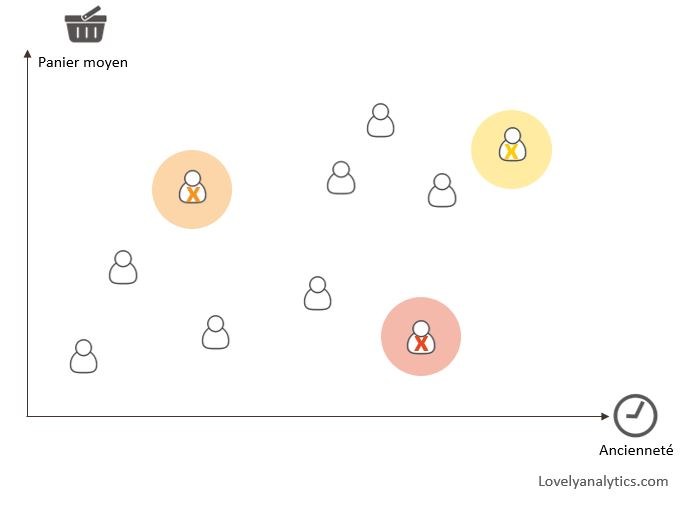 Panier moyen
X
X
X
Ancienneté
Lovelyanalytics.com